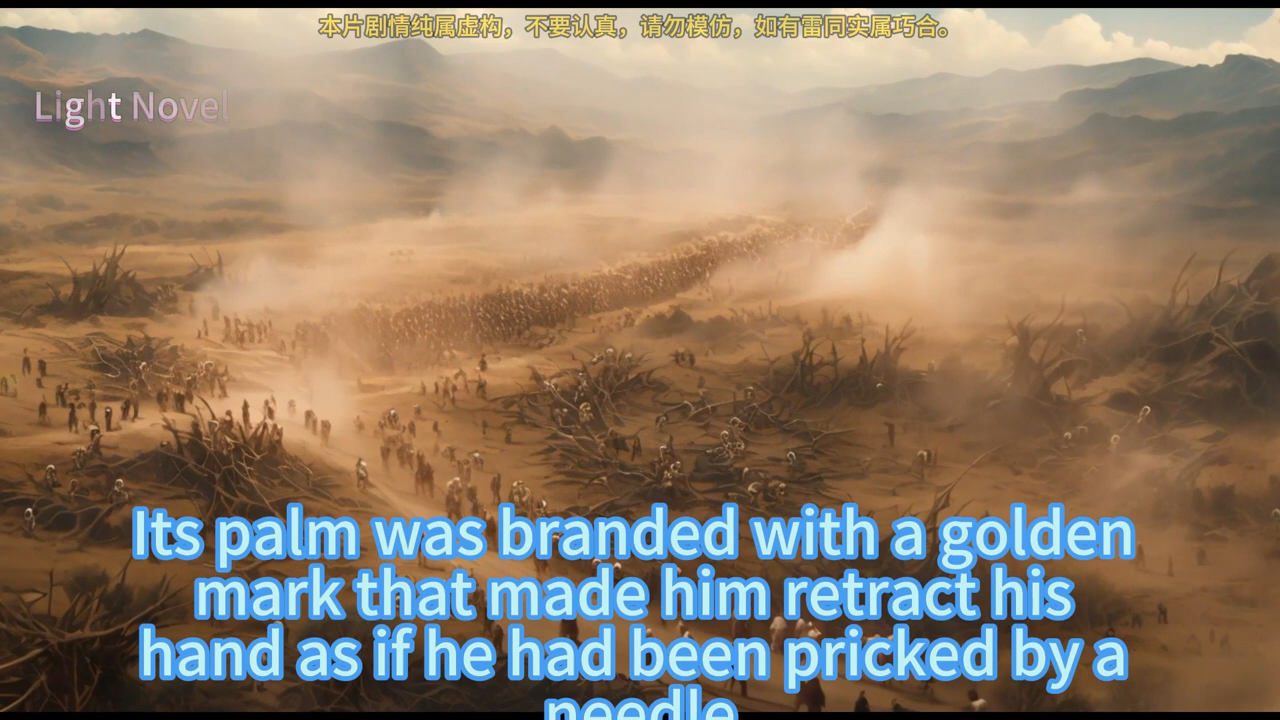 本片剧情纯属虚构，不要认真，请勿模仿，如有雷同实属巧合。
Light Novel
Its palm was branded with a golden
mark that made him retract his
hand as if he had been pricked by a
needle